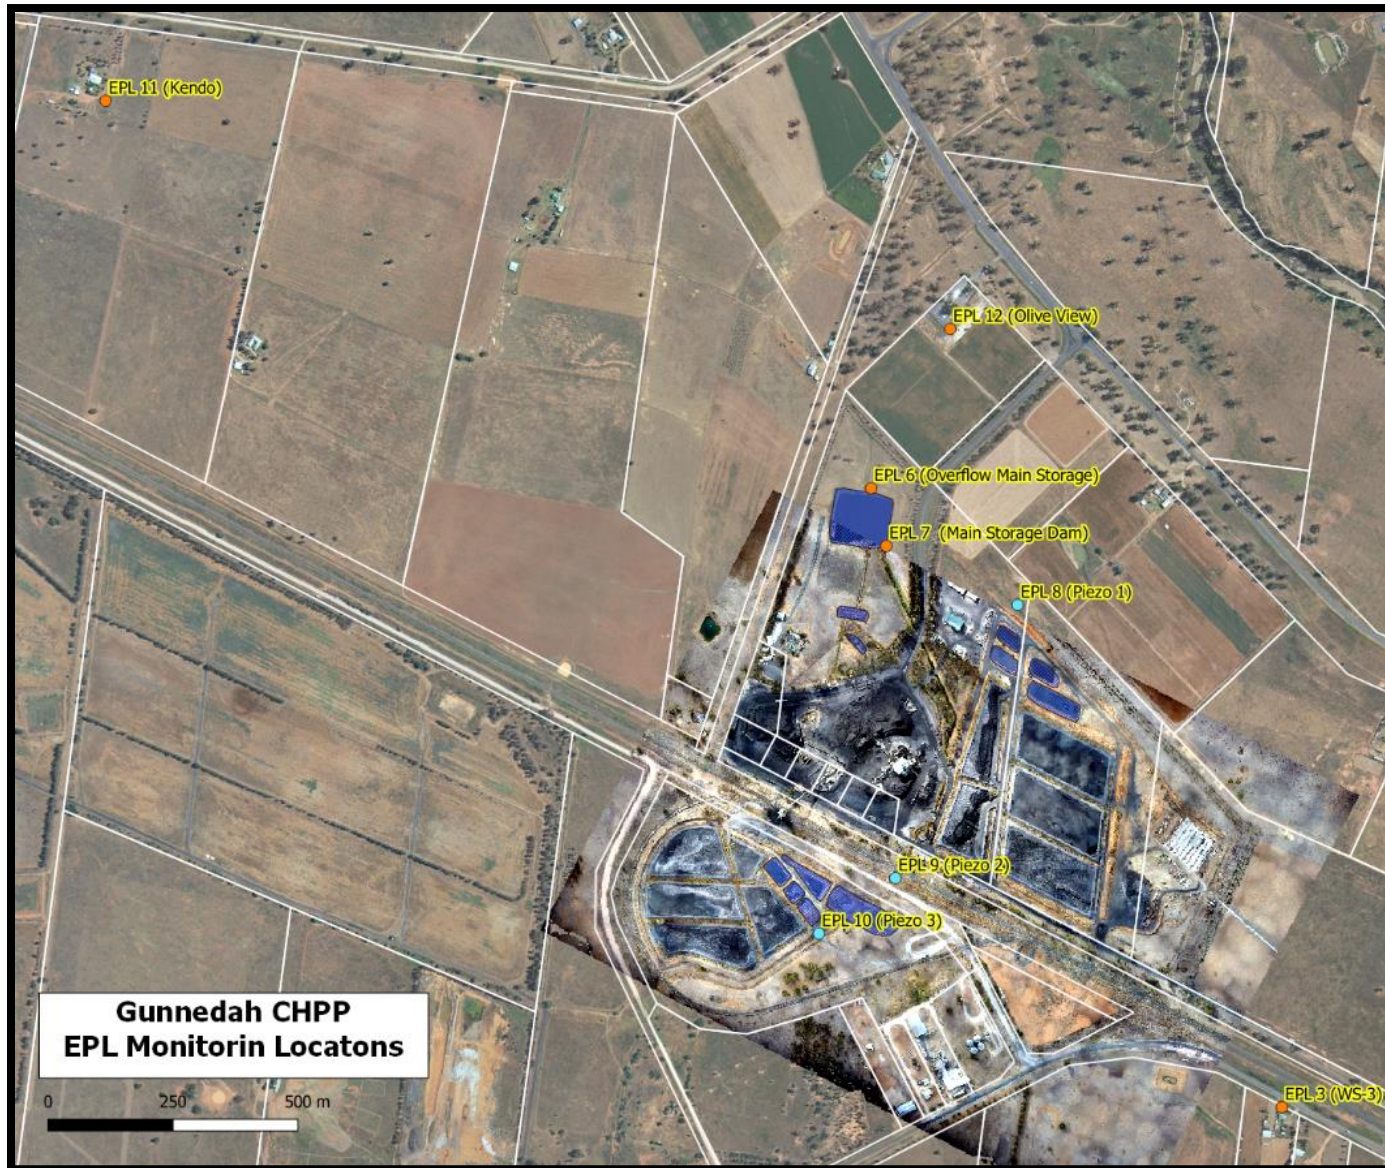 EPL 11 (Kendo)
EPL 12 (Olive View)
EPL 6 (Overflow Main Storage)
EPL 7 (Main Storage Dam)
EPL 8 (Piezo 1)
EPL 9 (Piezo 2)
EPL 10 (Piezo 3)
Gunnedah CHPP
EPL Monitorin Locatons
0 250 500 m
EPL 3 (WS-3)